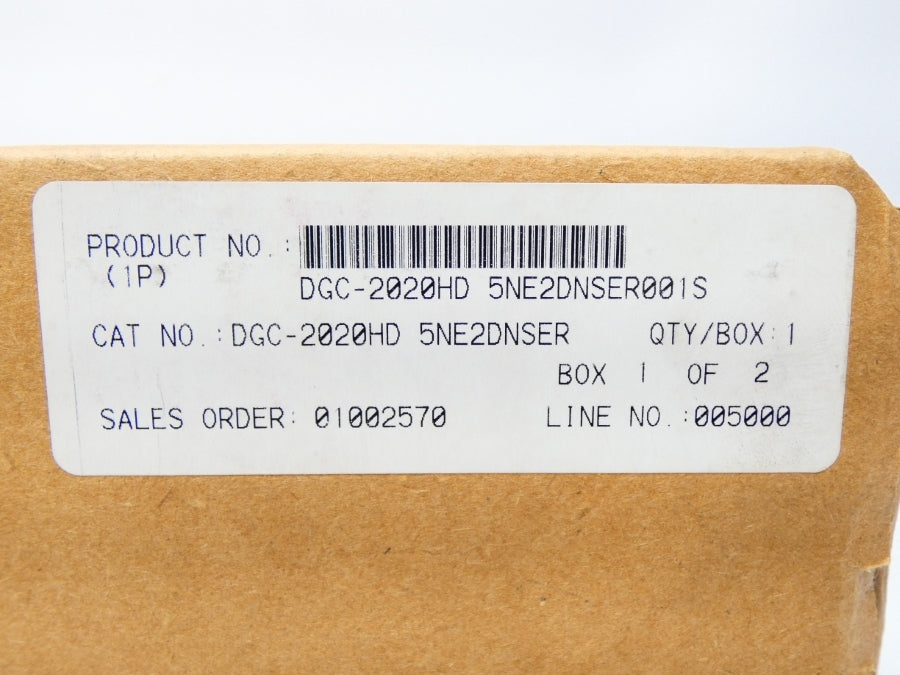 PRODUCT NO.:
(1P)
DGC-2020HD 5NE2DNSER001S
CAT NO.:DGC-2020HD 5NE2DNSER QTY/BOX:1
BOX 1 OF 2
SALES ORDER: 01002570 LINE NO.:005000